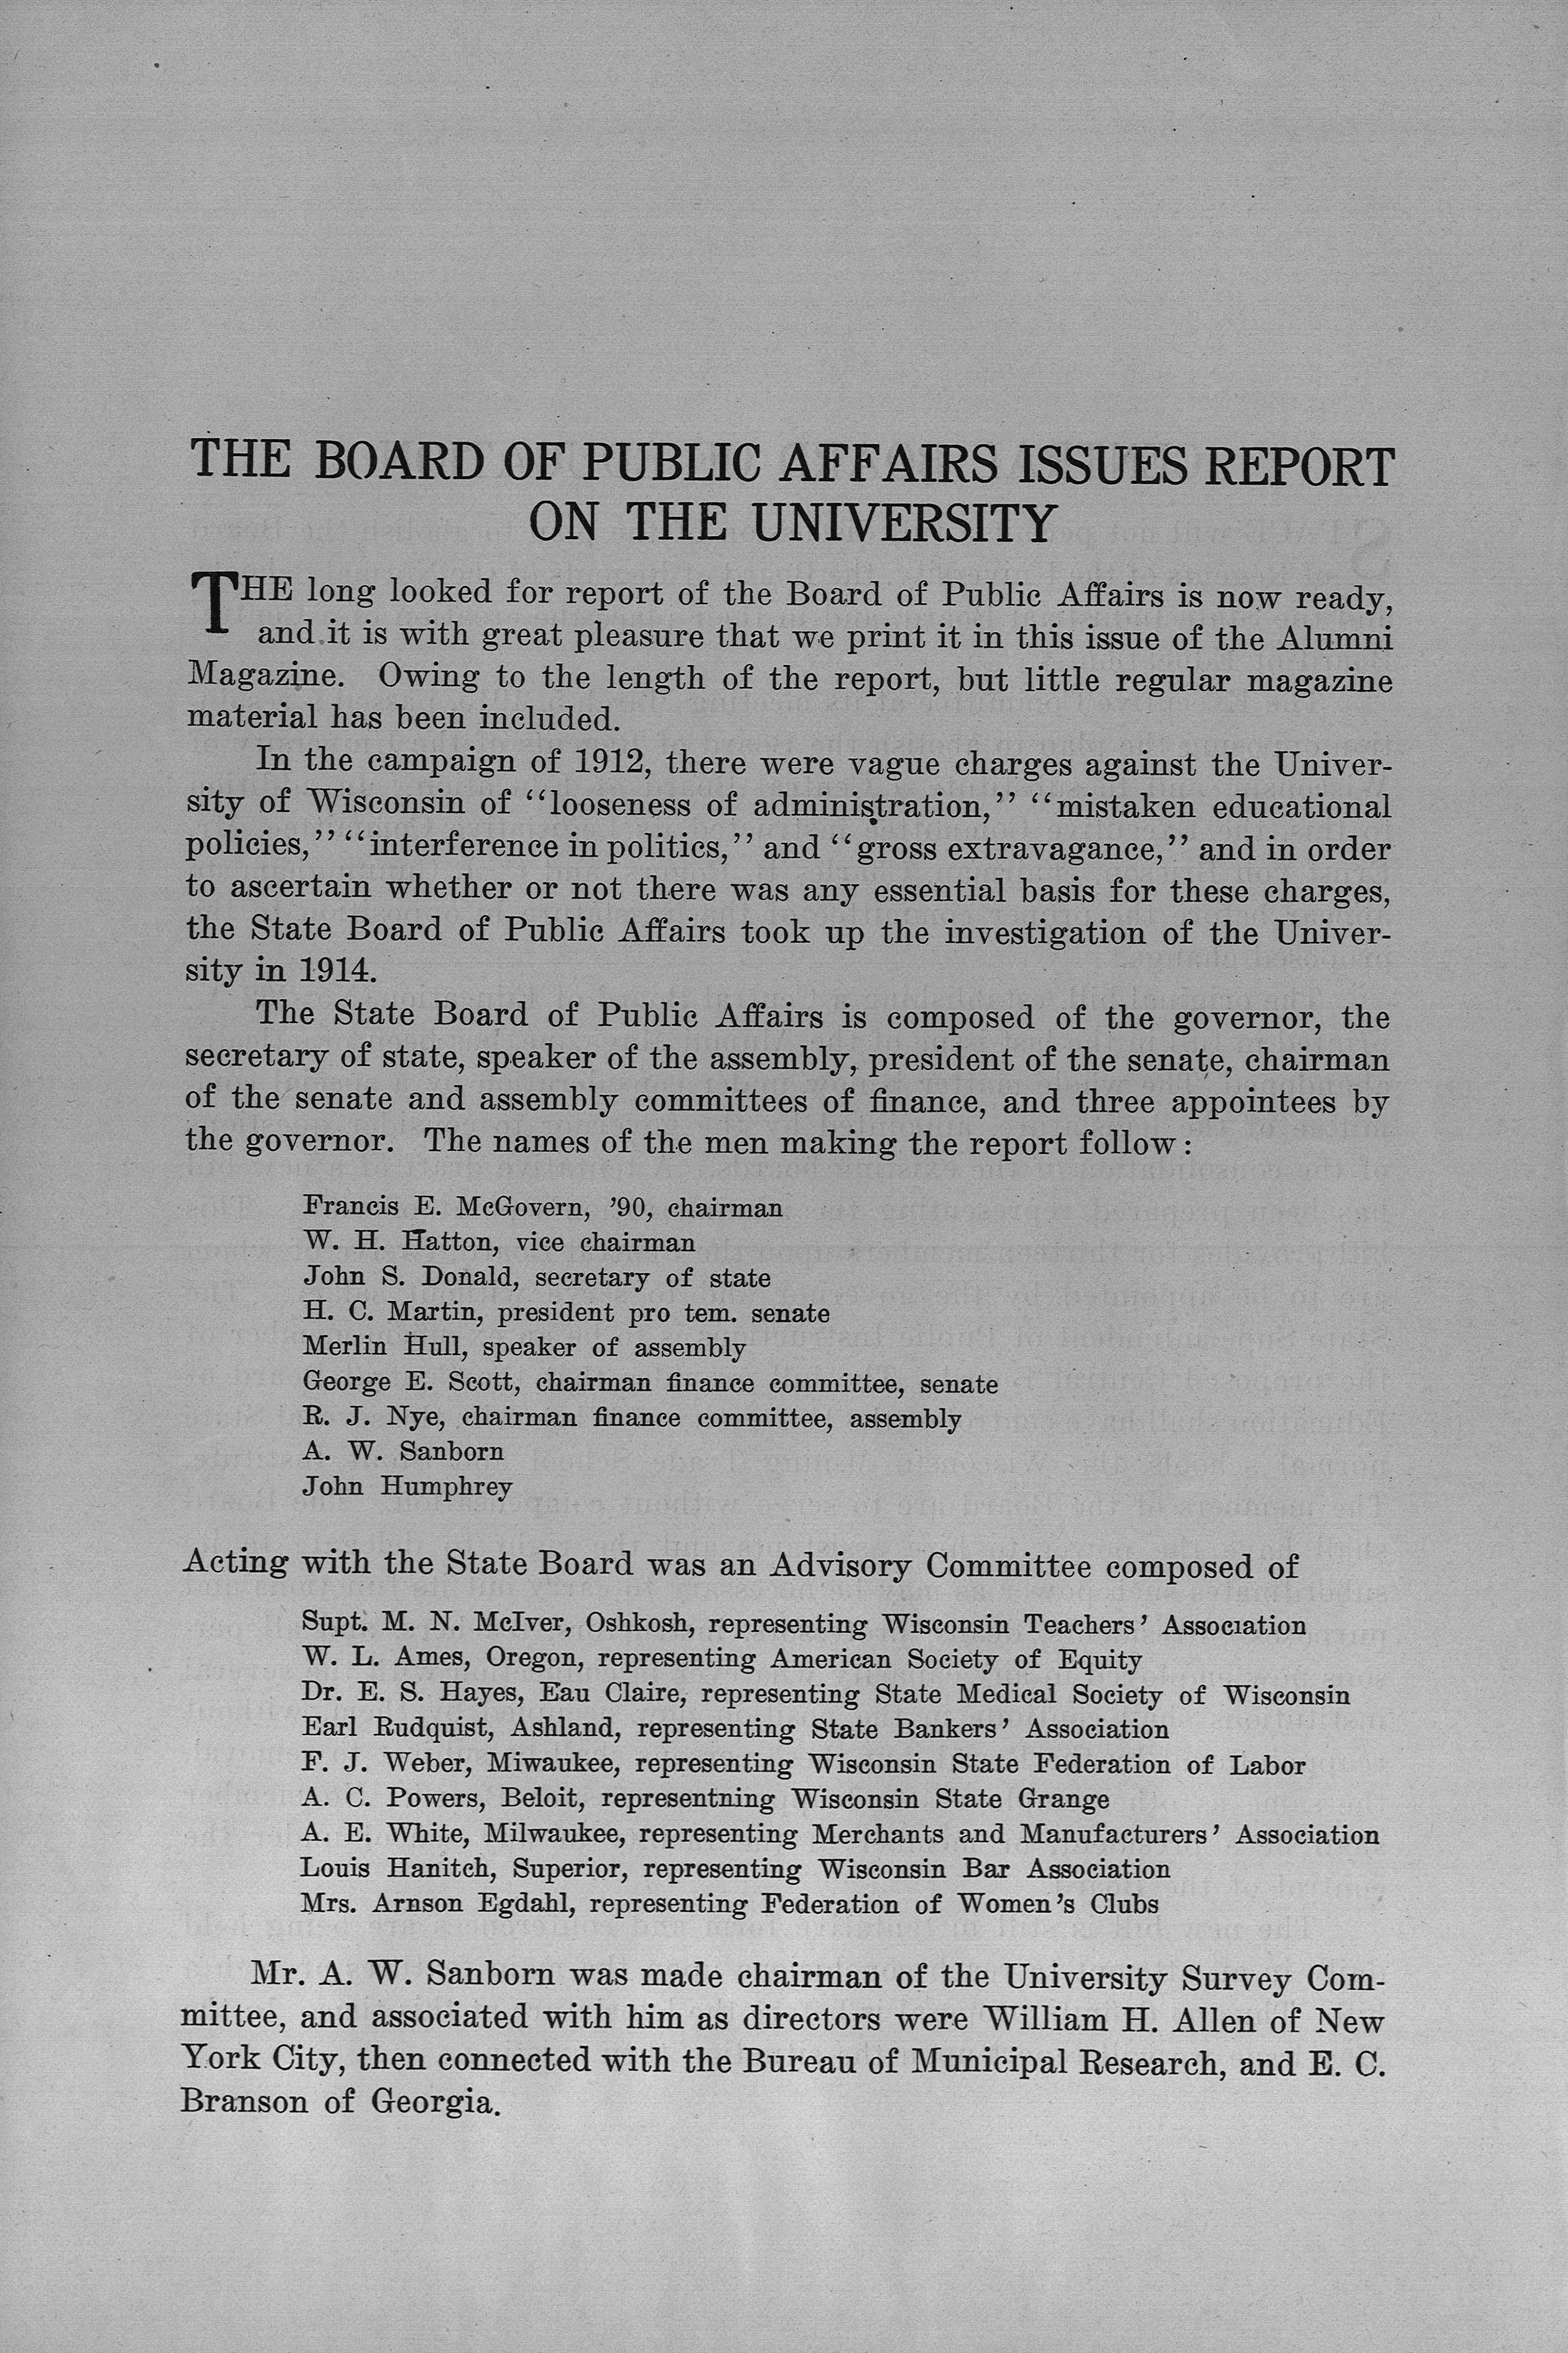 THE BOARD OF PUBLIC AFFAIRS ISSUES REPORT
ON THE UNIVERSITY
THE long looked for report of the Board of Public Affairs is now ready,
and it is with great pleasure that we print it in this issue of the Alumni
Magazine. Owing to the length of the report, but little regular magazine
material has been included.
In the campaign of 1912, there were vague charges against the Univer-
sity of Wisconsin of "looseness of administration," "mistaken educational
policies," "interference in politics," and "gross extravagance," and in order
to ascertain whether or not there was any essential basis for these charges,
the State Board of Public Affairs took up the investigation of the Univer-
sity in 1914.
The State Board of Public Affairs is composed of the governor, the
secretary of state, speaker of the assembly, president of the senate, chairman
of the senate and assembly committees of finance, and three appointees by
the governor. The names of the men making the report follow:
Francis E. McGovern, '90, chairman
W. H. Hatton, vice chairman
John S. Donald, secretary of state
H. C. Martin, president pro tem. senate
Merlin Hull, speaker of assembly
George E. Scott, chairman finance committee, senate
R. J. Nye, chairman finance committee, assembly
A. W. Sanborn
John Humphrey
Acting with the State Board was an Advisory Committee composed of
Supt. M. N. McIver, Oshkosh, representing Wisconsin Teachers' Association
W. L. Ames, Oregon, representing American Society of Equity
Dr. E. S. Hayes, Eau Claire, representing State Medical Society of Wisconsin
Earl Rudquist, Ashland, representing State Bankers' Association
F. J. Weber, Miwaukee, representing Wisconsin State Federation of Labor
A. C. Powers, Beloit, representning Wisconsin State Grange
A. E. White, Milwaukee, representing Merchants and Manufacturers' Association
Louis Hanitch, Superior, representing Wisconsin Bar Association
Mrs. Arnson Egdahl, representing Federation of Women's Clubs
Mr. A. W. Sanborn was made chairman of the University Survey Com-
mittee, and associated with him as directors were William H. Allen of New
York City, then connected with the Bureau of Municipal Research, and E. C.
Branson of Georgia.